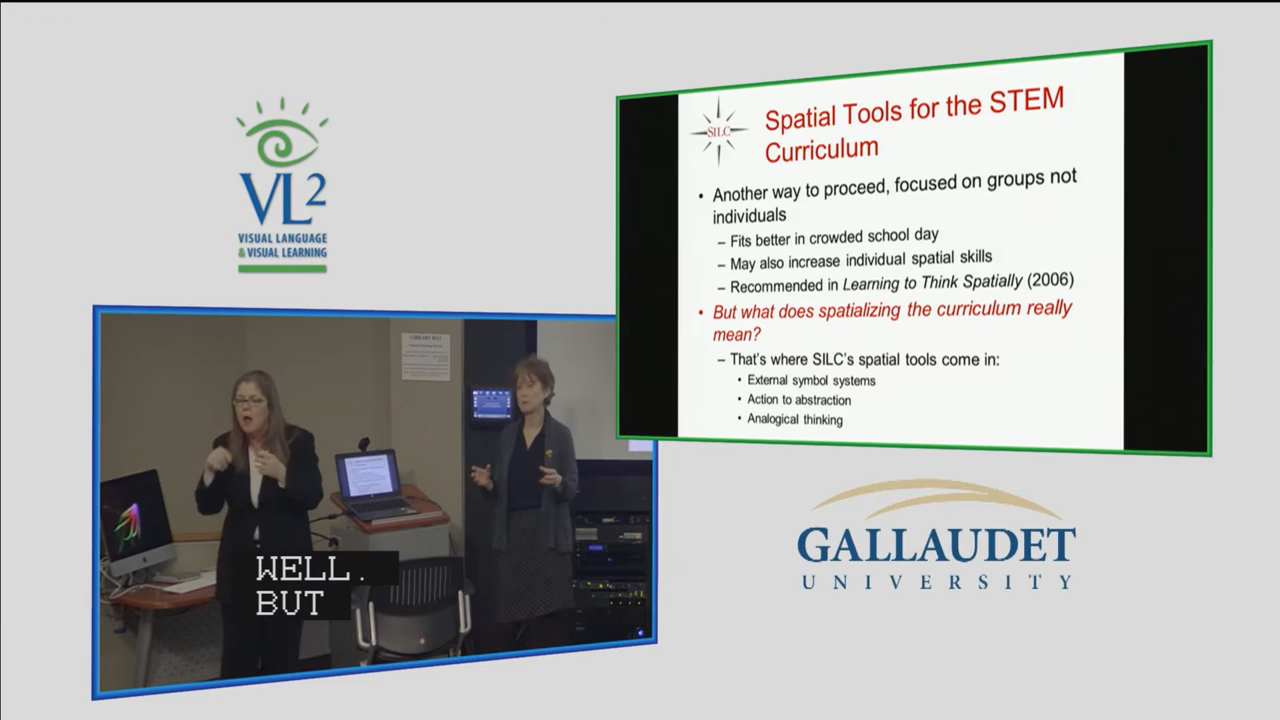 VL2
VISUAL LANGUAGE
& VISUAL LEARNING
SILC
Spatial Tools for the STEM
Curriculum
• Another way to proceed, focused on groups not
individuals
– Fits better in crowded school day
– May also increase individual spatial skills
– Recommended in Learning to Think Spatially (2006)
• But what does spatializing the curriculum really
mean?
– That's where SILC's spatial tools come in:
• External symbol systems
• Action to abstraction
• Analogical thinking
WELL.
BUT
GALLAUDET
UNIVERSITY